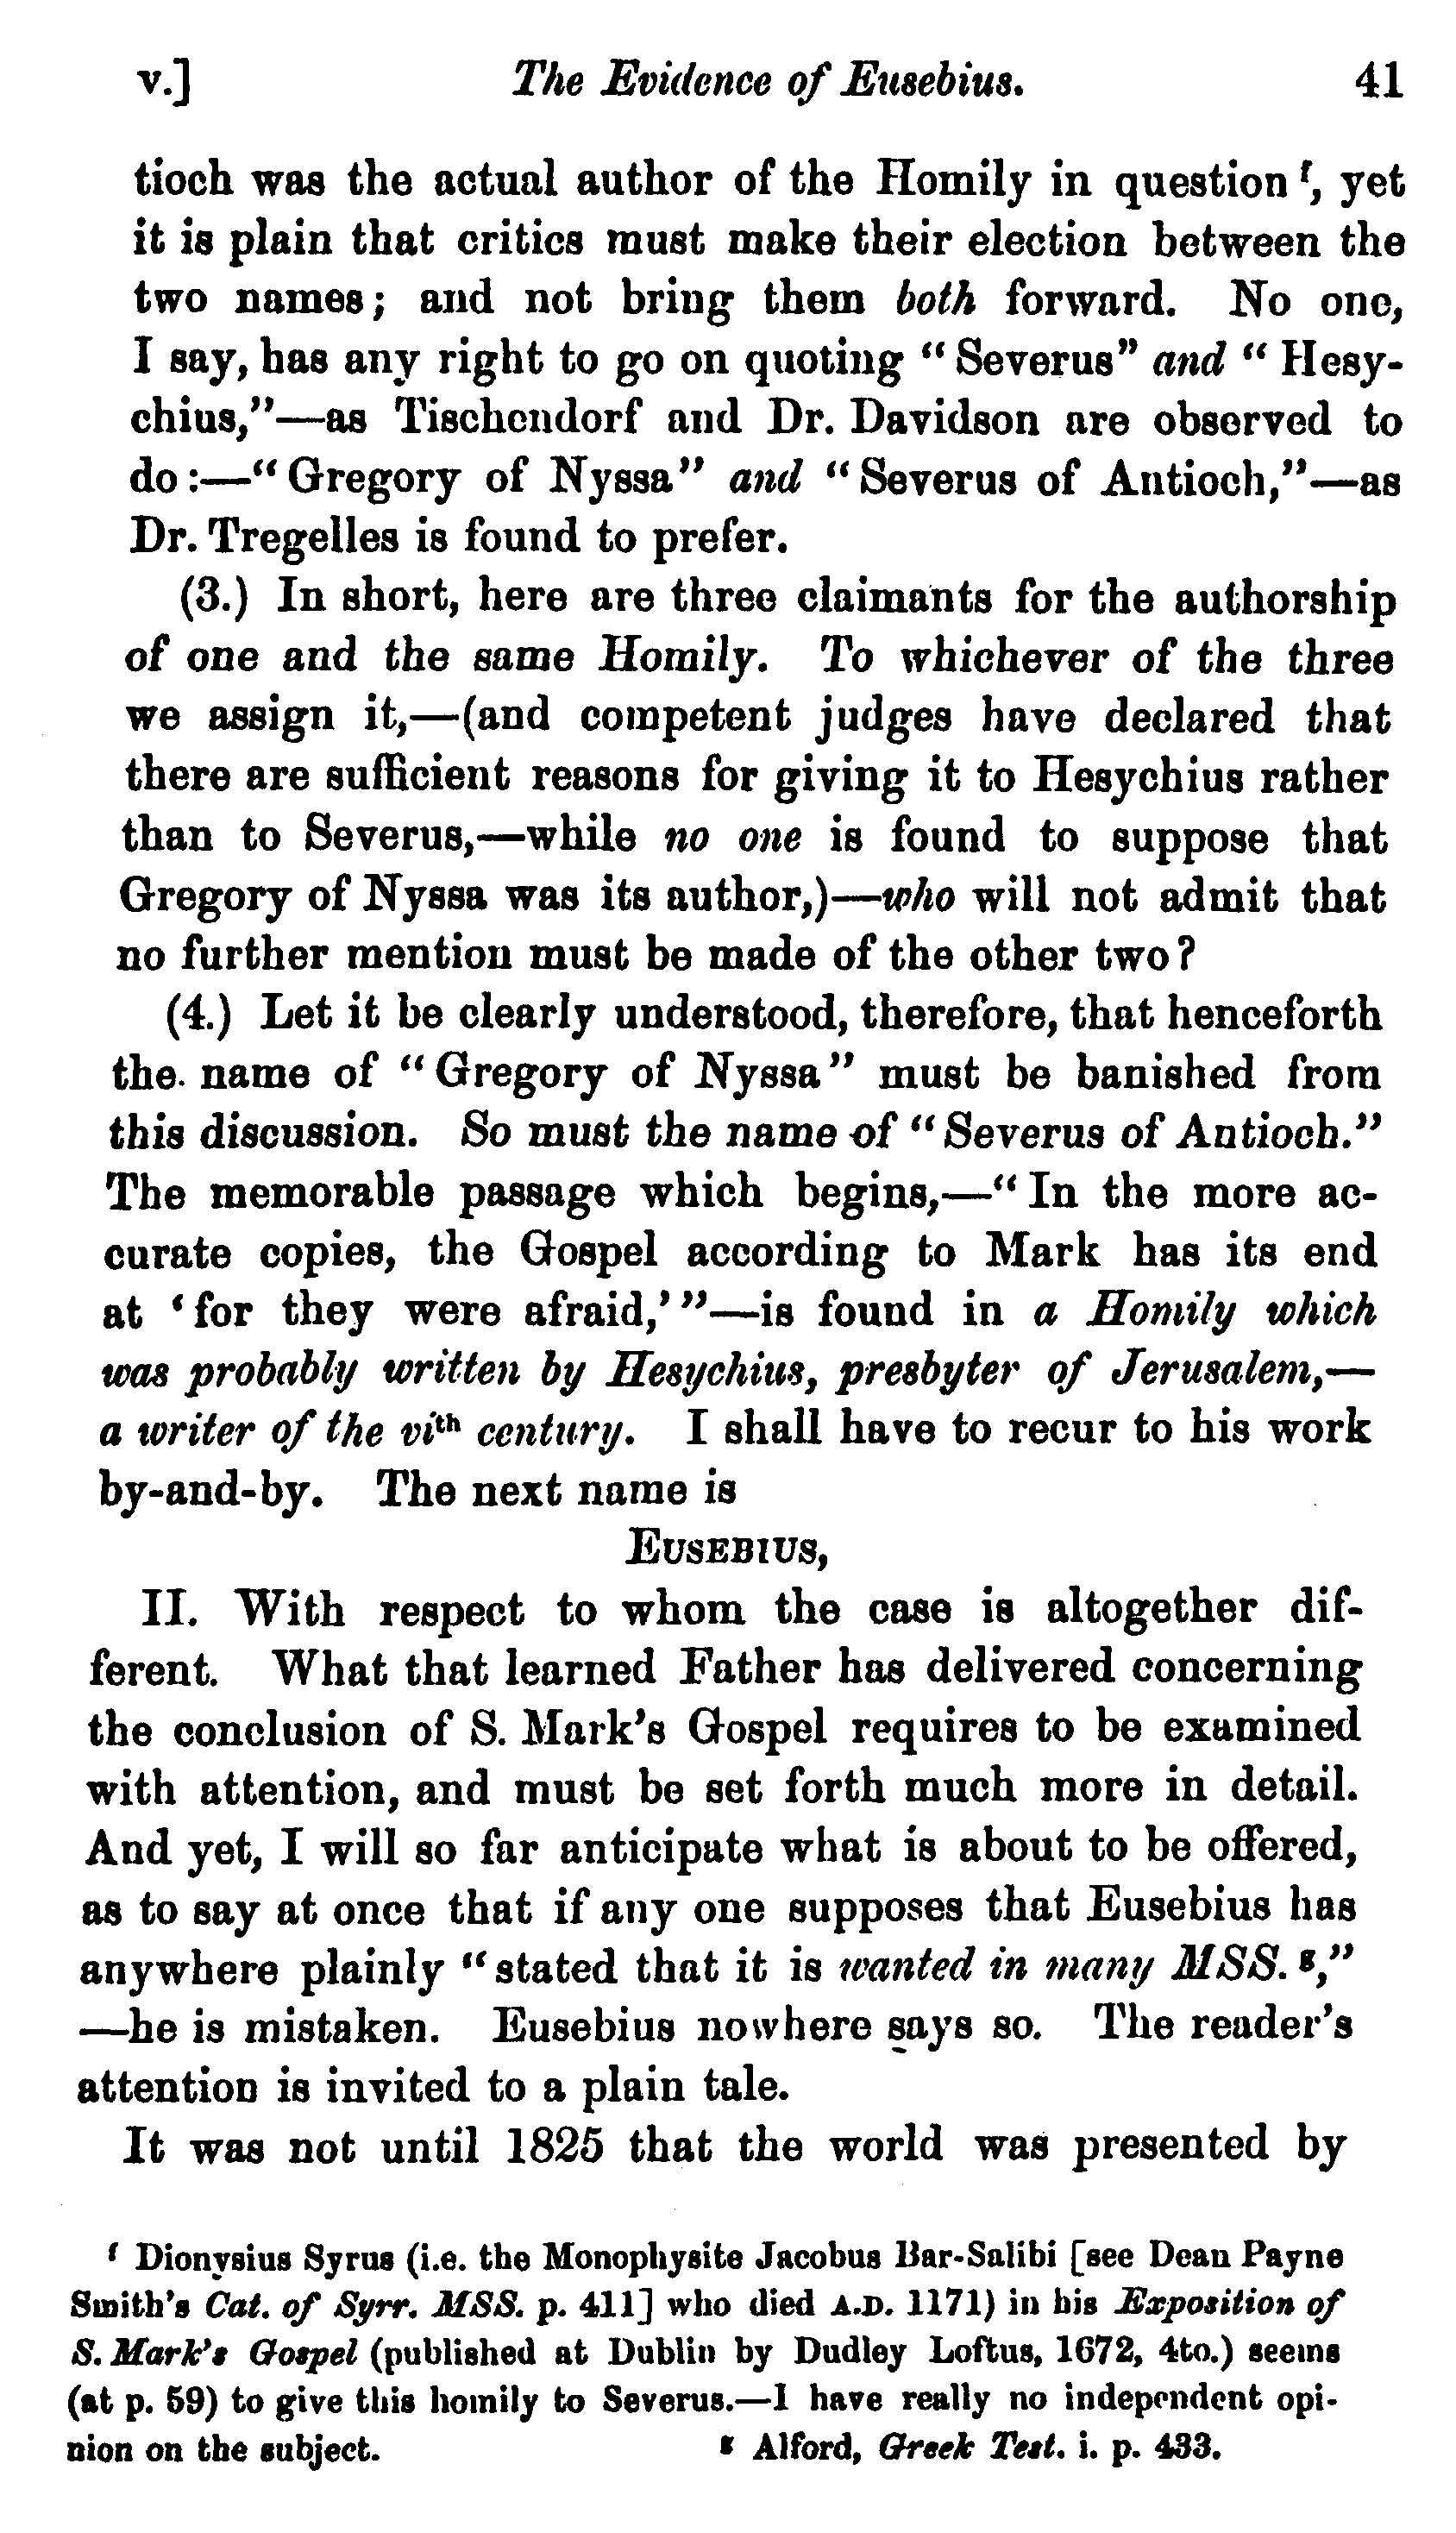 v.] The Evidence of Eusebius. 41
tioch was the actual author of the Homily in question f, yet
it is plain that critics must make their election between the
two names; and not bring them both forward. No one,
I say, has any right to go on quoting “Severus” and “Hesy-
chius,”—as Tischendorf and Dr. Davidson are observed to
do:—“Gregory of Nyssa” and “Severus of Antioch,”—as
Dr. Tregelles is found to prefer.
(3.) In short, here are three claimants for the authorship
of one and the same Homily. To whichever of the three
we assign it,—(and competent judges have declared that
there are sufficient reasons for giving it to Hesychius rather
than to Severus,—while no one is found to suppose that
Gregory of Nyssa was its author,)—who will not admit that
no further mention must be made of the other two?
(4.) Let it be clearly understood, therefore, that henceforth
the name of “Gregory of Nyssa” must be banished from
this discussion. So must the name of “Severus of Antioch.”
The memorable passage which begins,—“In the more ac-
curate copies, the Gospel according to Mark has its end
at ‘for they were afraid,’”—is found in a Homily which
was probably written by Hesychius, presbyter of Jerusalem,—
a writer of the vith century. I shall have to recur to his work
by-and-by. The next name is
EUSEBIUS,
II. With respect to whom the case is altogether dif-
ferent. What that learned Father has delivered concerning
the conclusion of S. Mark’s Gospel requires to be examined
with attention, and must be set forth much more in detail.
And yet, I will so far anticipate what is about to be offered,
as to say at once that if any one supposes that Eusebius has
anywhere plainly “stated that it is wanted in many MSS. g,”
—he is mistaken. Eusebius nowhere says so. The reader’s
attention is invited to a plain tale.
It was not until 1825 that the world was presented by
f Dionysius Syrus (i.e. the Monophysite Jacobus Bar-Salibi [see Dean Payne
Smith’s Cat. of Syrr. MSS. p. 411] who died A.D. 1171) in his Exposition of
S. Mark’s Gospel (published at Dublin by Dudley Loftus, 1672, 4to.) seems
(at p. 59) to give this homily to Severus.—I have really no independent opi-
nion on the subject. g Alford, Greek Test. i. p. 433.